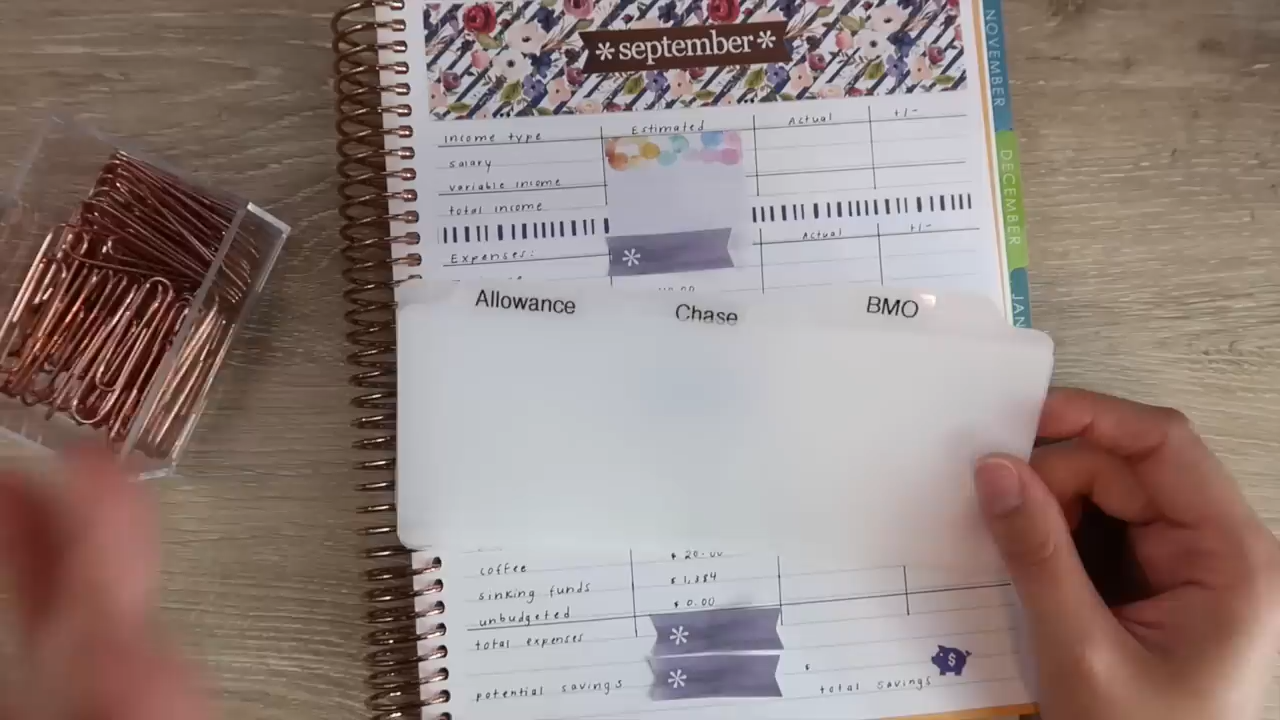 *september*
NOVEMBER
DECEMBER
JAN
Income type Estimated Actual +/-
salary
variable income
total income
Expenses: Actual +/-
*
Allowance Chase BMO
coffee $ 20.00
sinking funds $ 1,384
unbudgeted $ 0.00
total expenses *
potential savings * $ total savings $